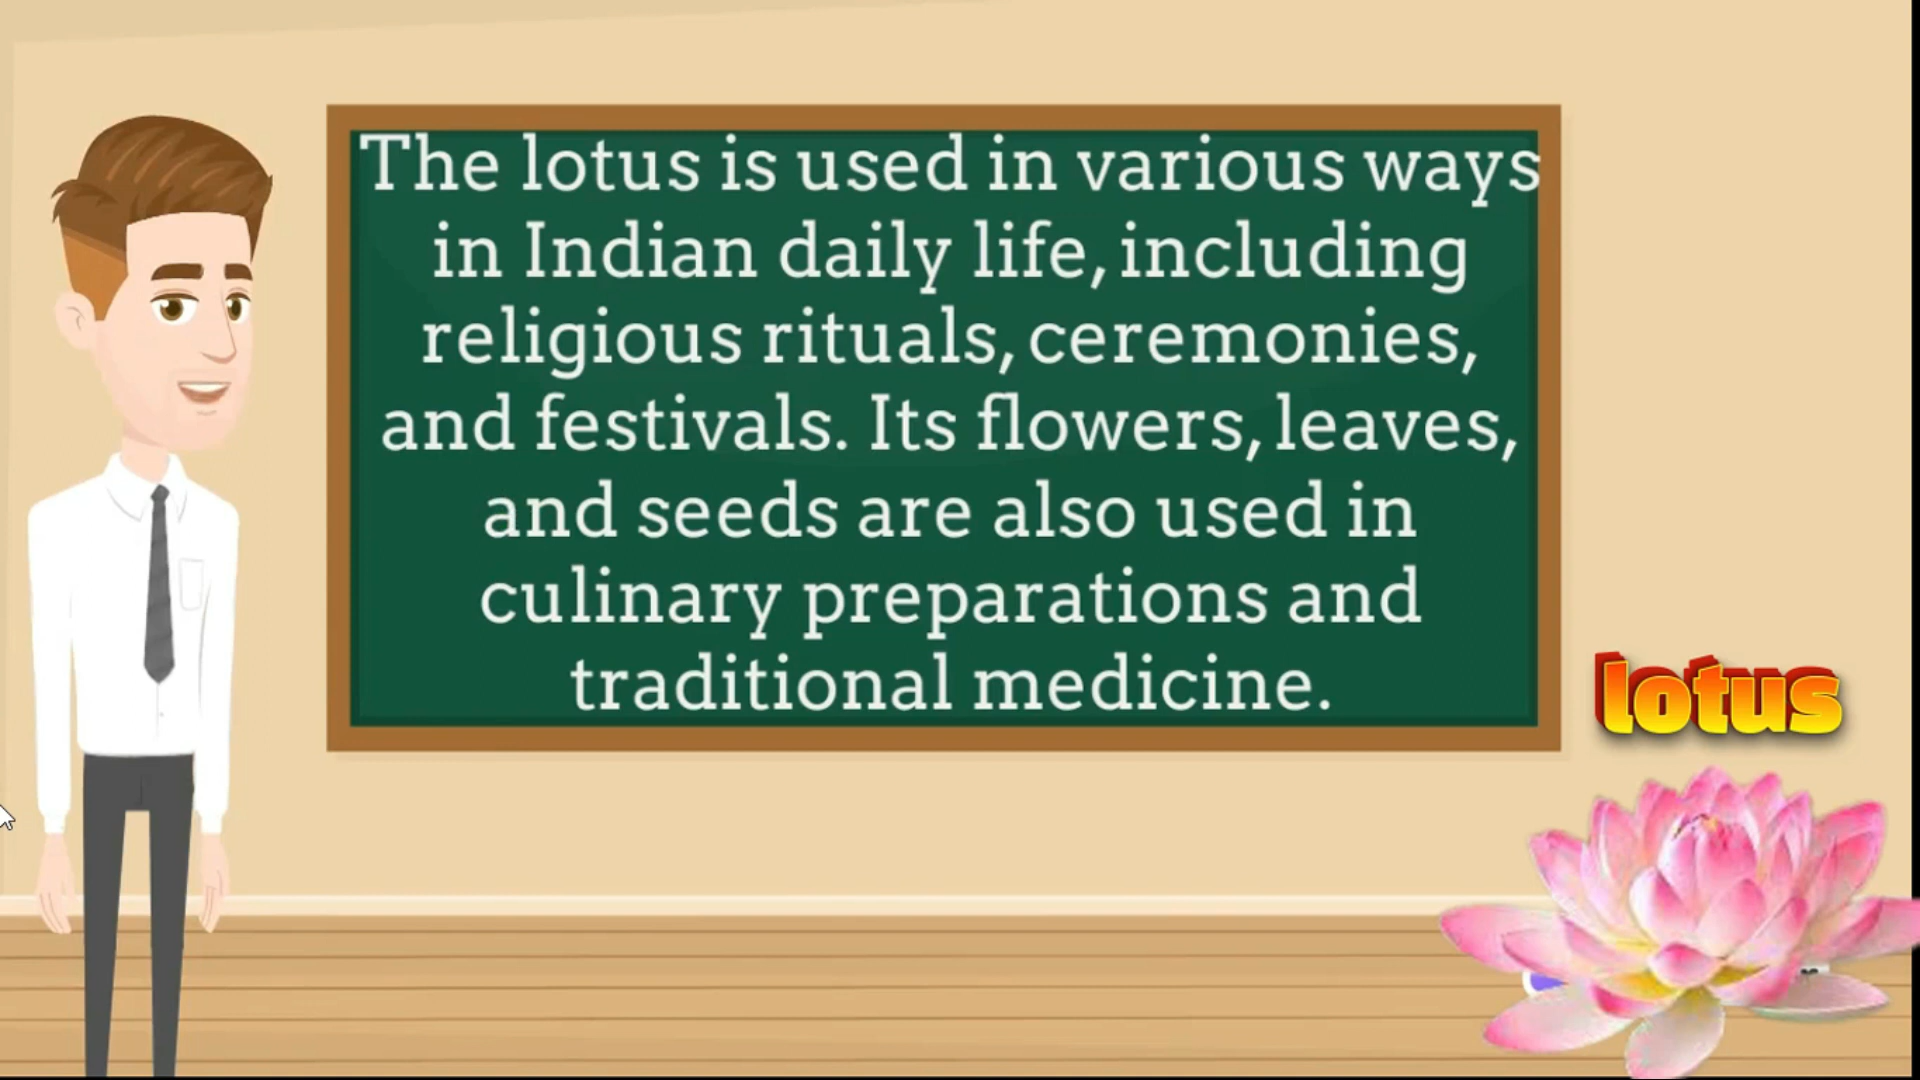 The lotus is used in various ways
in Indian daily life, including
religious rituals, ceremonies,
and festivals. Its flowers, leaves,
and seeds are also used in
culinary preparations and
traditional medicine.
lotus